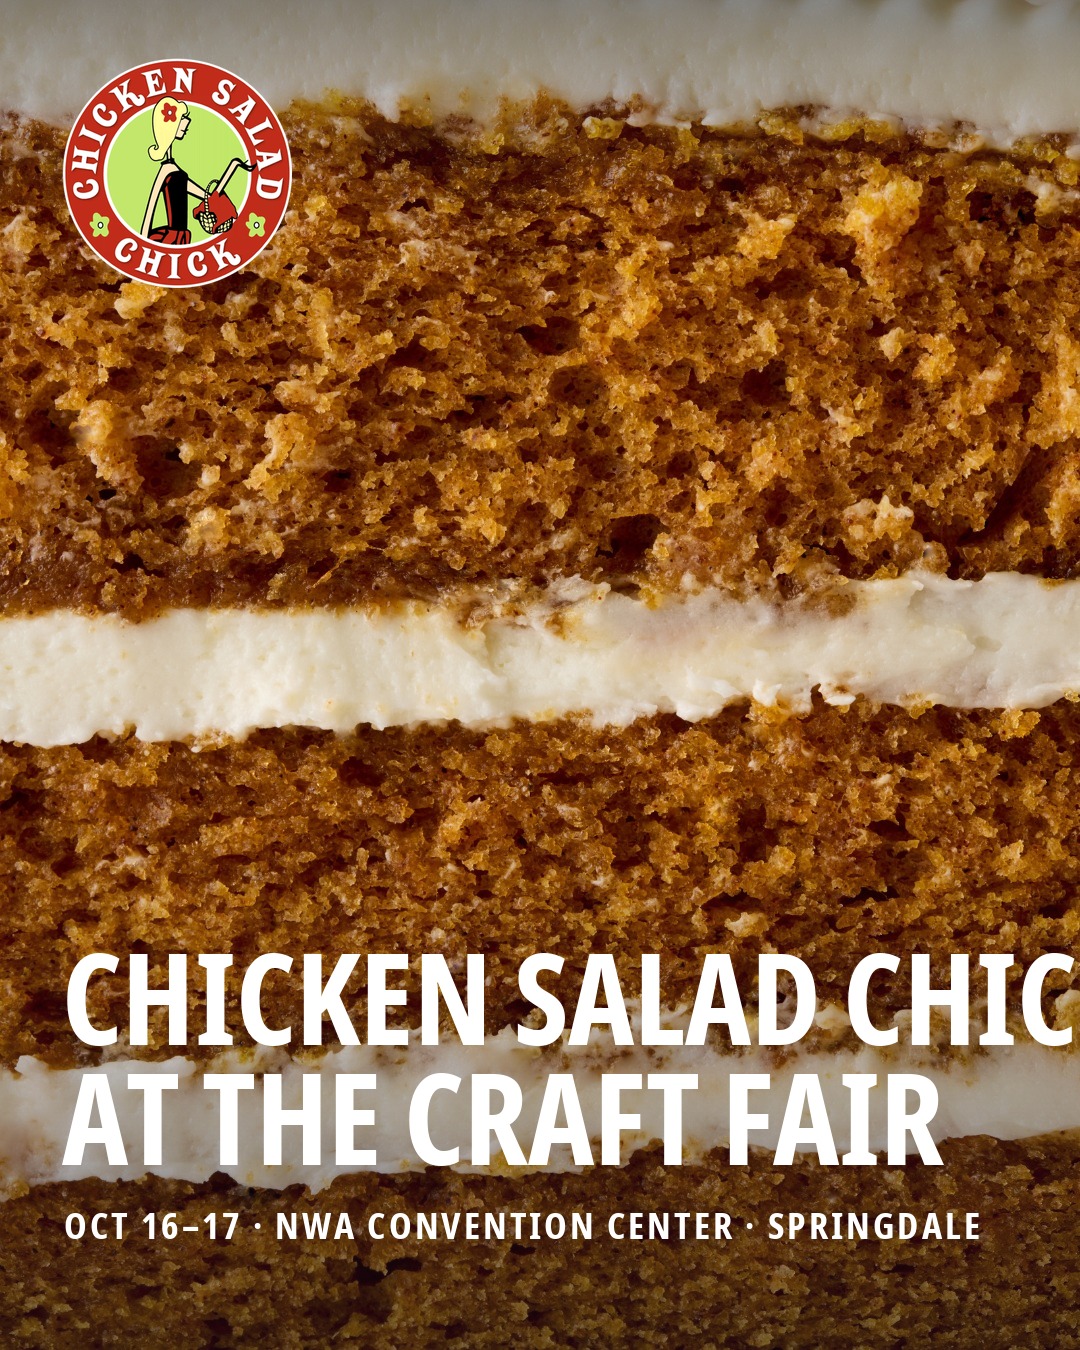 CHICKEN SALAD
CHICK
CHICKEN SALAD CHIC
AT THE CRAFT FAIR
OCT 16–17 · NWA CONVENTION CENTER · SPRINGDALE